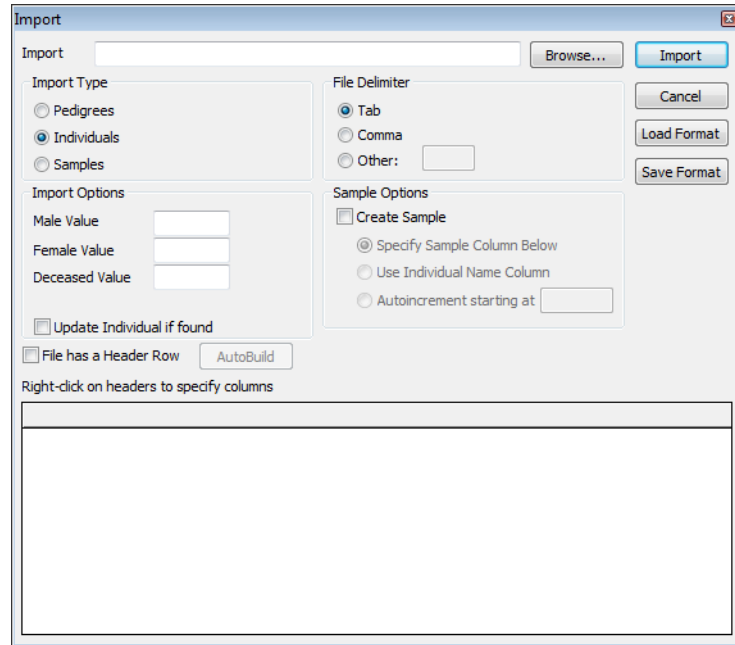 Import
Import Browse... Import
Import Type
Pedigrees
Individuals
Samples
File Delimiter
Tab
Comma
Other:
Cancel
Load Format
Save Format
Import Options
Male Value
Female Value
Deceased Value
Update Individual if found
Sample Options
Create Sample
Specify Sample Column Below
Use Individual Name Column
Autoincrement starting at
File has a Header Row AutoBuild
Right-click on headers to specify columns